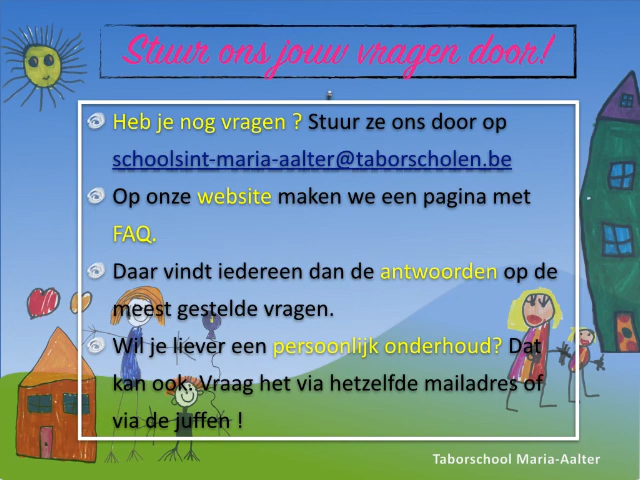 Stuur ons jouw vragen door!
Heb je nog vragen ? Stuur ze ons door op
schoolsint-maria-aalter@taborscholen.be
Op onze website maken we een pagina met
FAQ.
Daar vindt iedereen dan de antwoorden op de
meest gestelde vragen.
Wil je liever een persoonlijk onderhoud? Dat
kan ook. Vraag het via hetzelfde mailadres of
via de juffen !
Taborschool Maria-Aalter